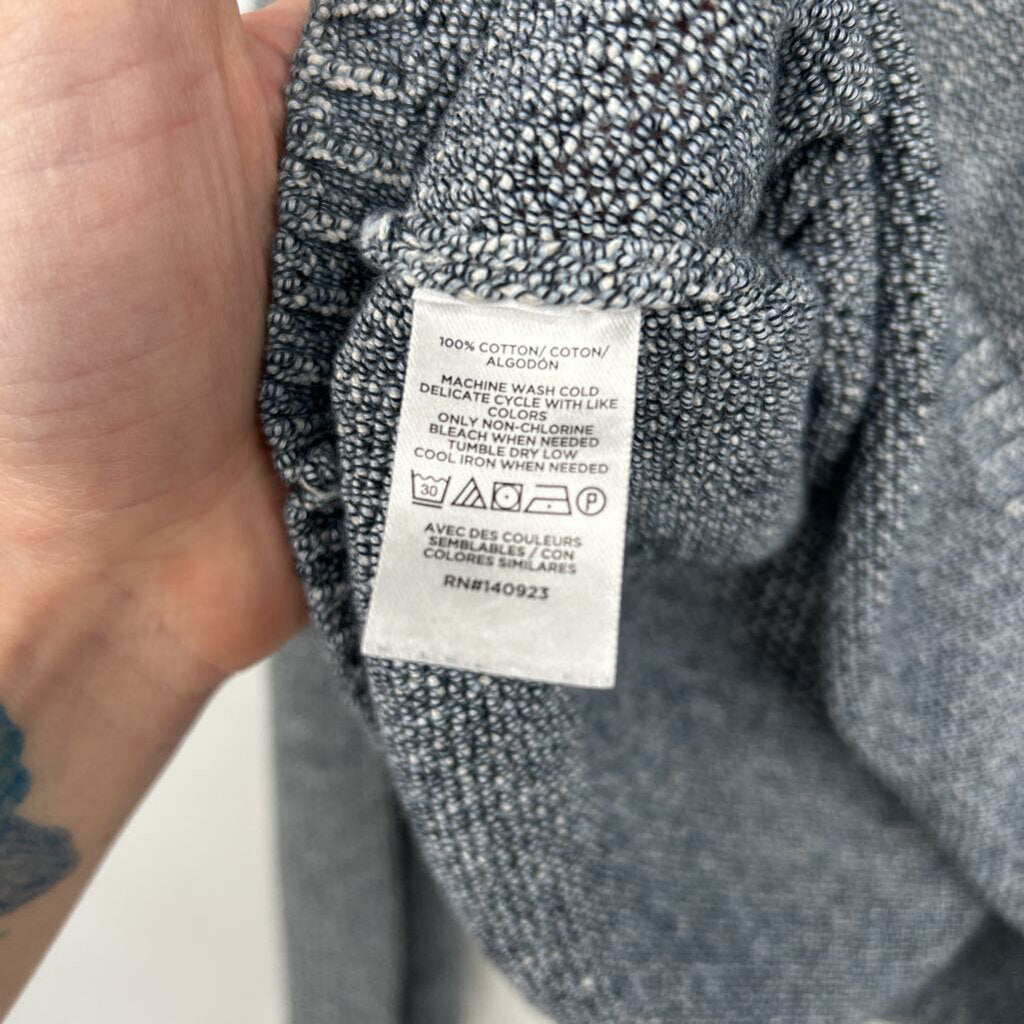 100% COTTON/ COTON/
ALGODÓN
MACHINE WASH COLD
DELICATE CYCLE WITH LIKE
COLORS
ONLY NON-CHLORINE
BLEACH WHEN NEEDED
TUMBLE DRY LOW
COOL IRON WHEN NEEDED
30 P
AVEC DES COULEURS
SEMBLABLES / CON
COLORES SIMILARES
RN#140923